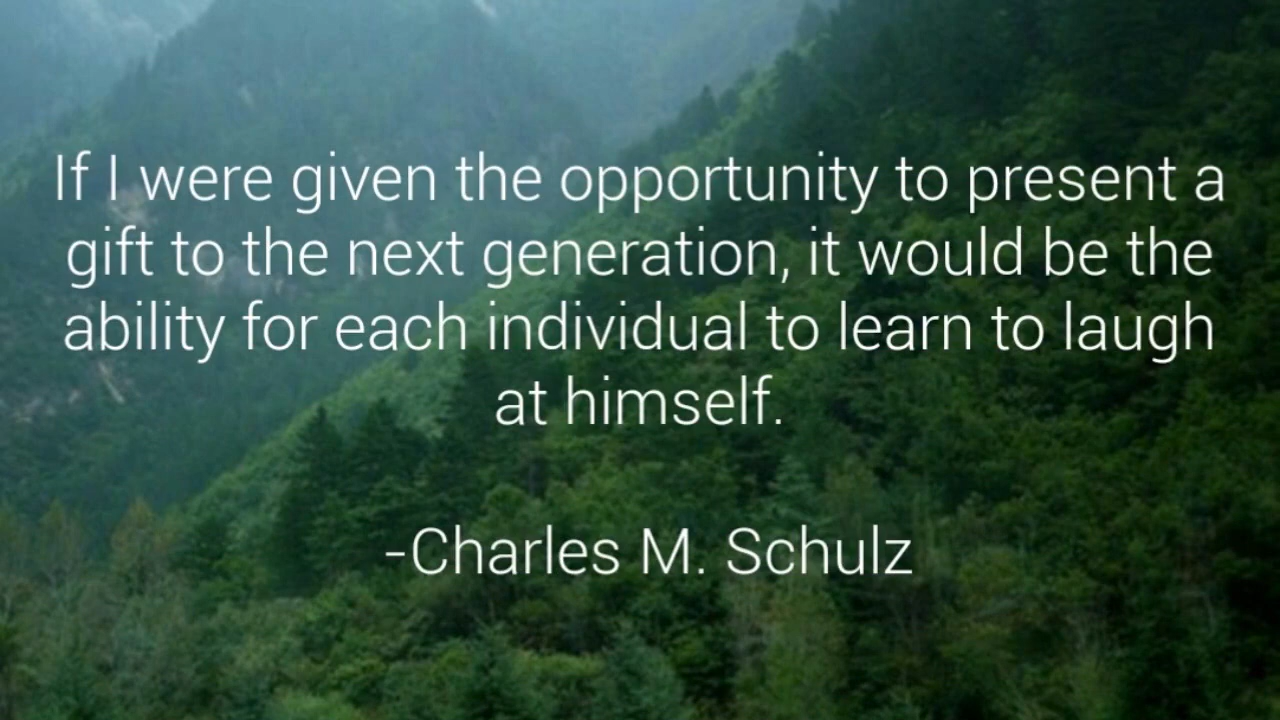 If I were given the opportunity to present a
gift to the next generation, it would be the
ability for each individual to learn to laugh
at himself.
-Charles M. Schulz